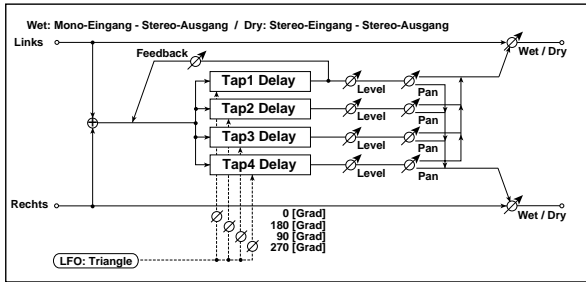 Wet: Mono-Eingang - Stereo-Ausgang / Dry: Stereo-Eingang - Stereo-Ausgang
Links
Wet / Dry
Feedback
Tap1 Delay
Level
Pan
Tap2 Delay
Level
Pan
Tap3 Delay
Level
Pan
Tap4 Delay
Level
Pan
Rechts
Wet / Dry
0 [Grad]
180 [Grad]
90 [Grad]
270 [Grad]
LFO: Triangle